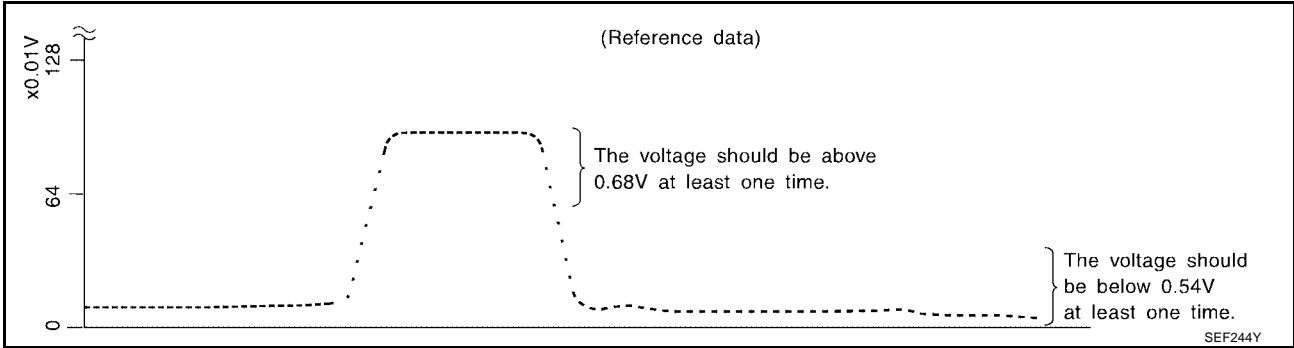 (Reference data)
x0.01V
128
64
0
The voltage should be above
0.68V at least one time.
The voltage should
be below 0.54V
at least one time.
SEF244Y